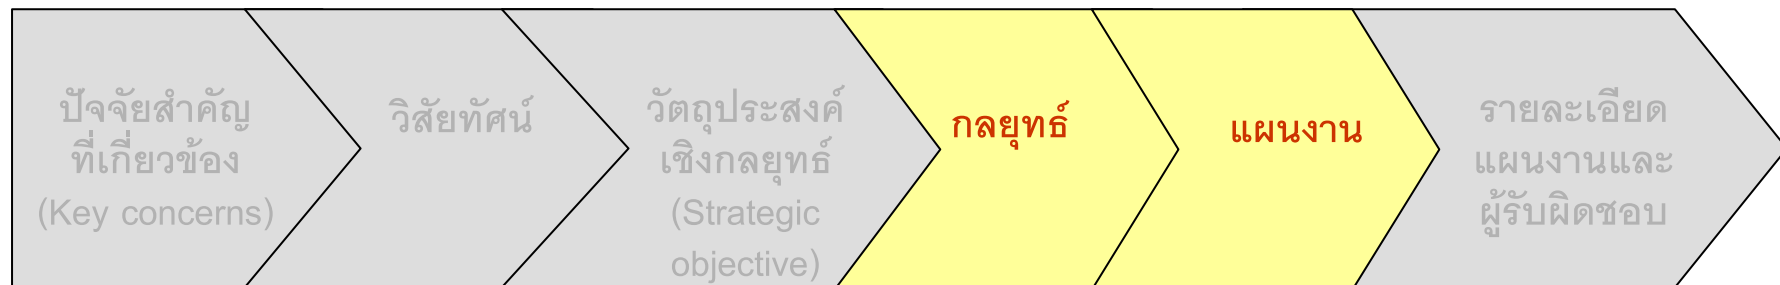 ปัจจัยสำคัญ
ที่เกี่ยวข้อง
(Key concerns)
วิสัยทัศน์
วัตถุประสงค์
เชิงกลยุทธ์
(Strategic
objective)
กลยุทธ์
แผนงาน
รายละเอียด
แผนงานและ
ผู้รับผิดชอบ